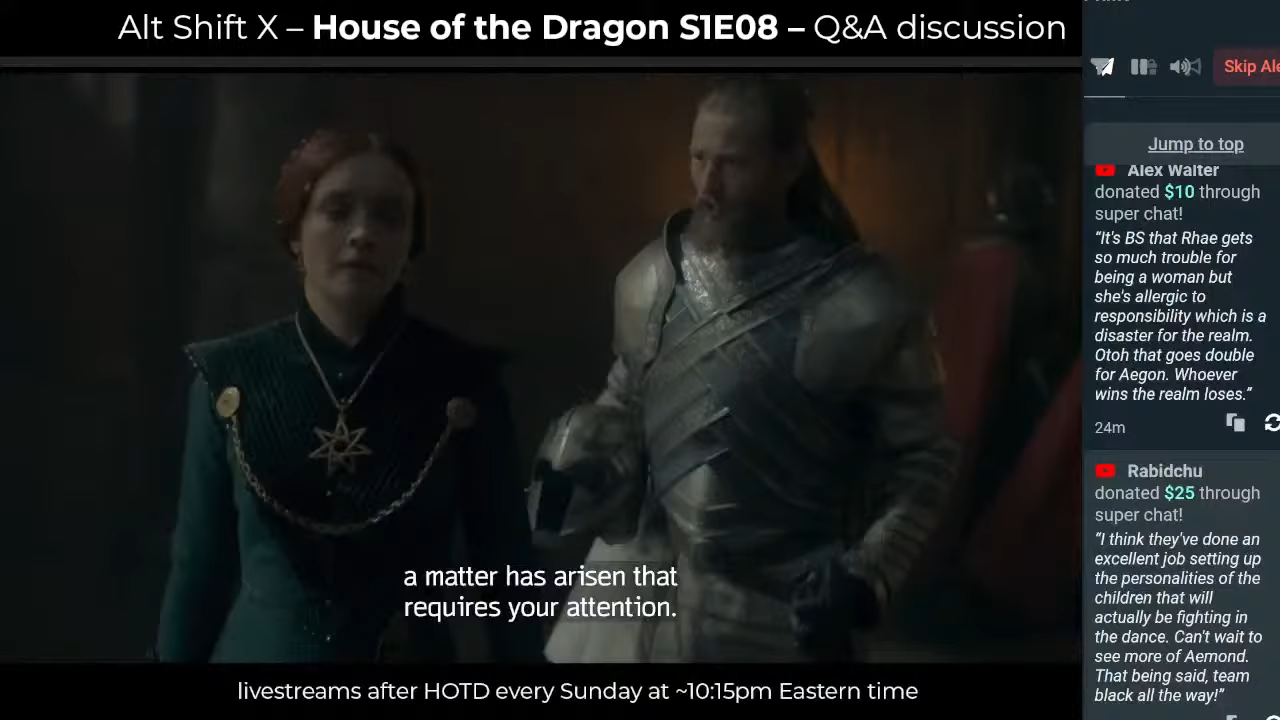 Alt Shift X – House of the Dragon S1E08 – Q&A discussion
a matter has arisen that
requires your attention.
livestreams after HOTD every Sunday at ~10:15pm Eastern time
Skip Ale
Jump to top
Alex Walter
donated $10 through
super chat!
“It's BS that Rhae gets
so much trouble for
being a woman but
she's allergic to
responsibility which is a
disaster for the realm.
Otoh that goes double
for Aegon. Whoever
wins the realm loses.”
24m
Rabidchu
donated $25 through
super chat!
“I think they've done an
excellent job setting up
the personalities of the
children that will
actually be fighting in
the dance. Can't wait to
see more of Aemond.
That being said, team
black all the way!”